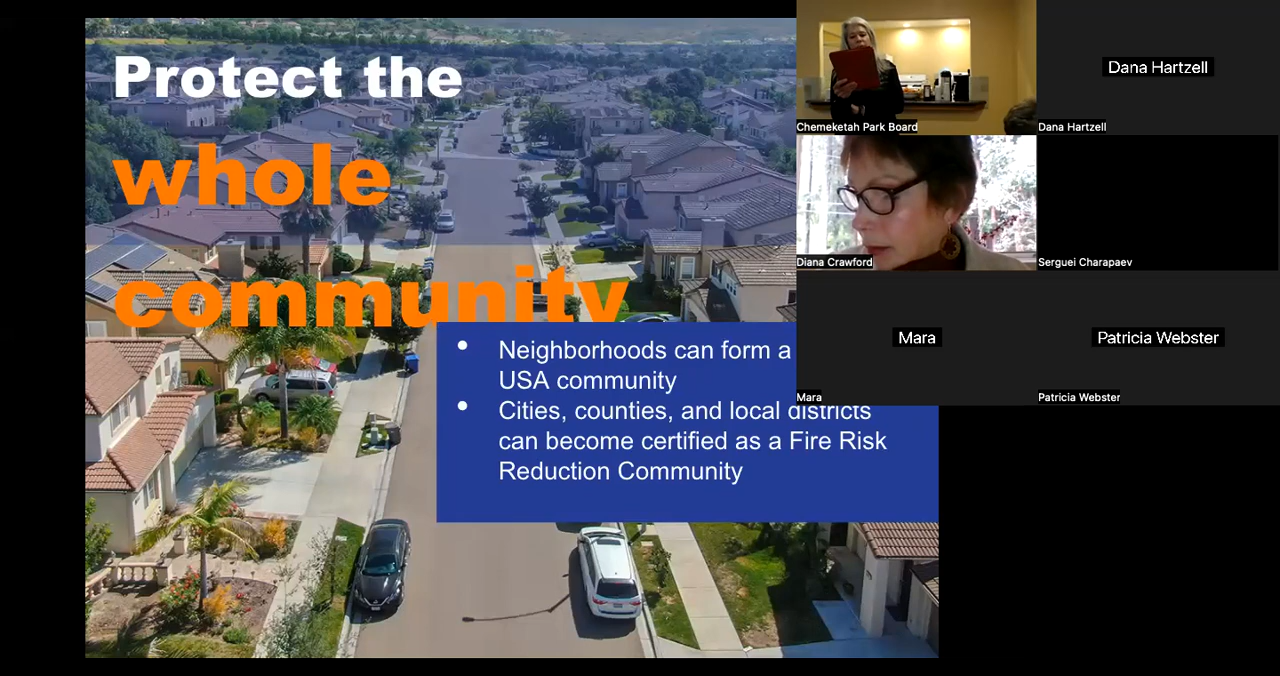 Protect the
whole
community
• Neighborhoods can form a
USA community
• Cities, counties, and local districts
can become certified as a Fire Risk
Reduction Community
Chemeketah Park Board
Dana Hartzell
Dana Hartzell
Diana Crawford
Serguei Charapaev
Mara
Mara
Patricia Webster
Patricia Webster